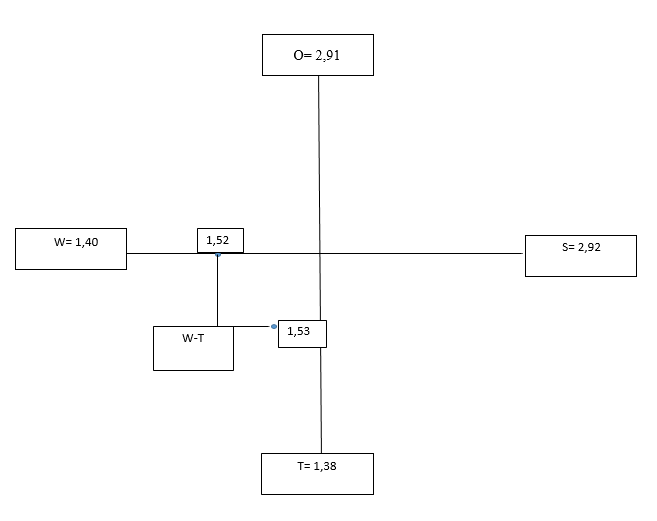 O= 2,91
W= 1,40
1,52
S= 2,92
W-T
1,53
T= 1,38